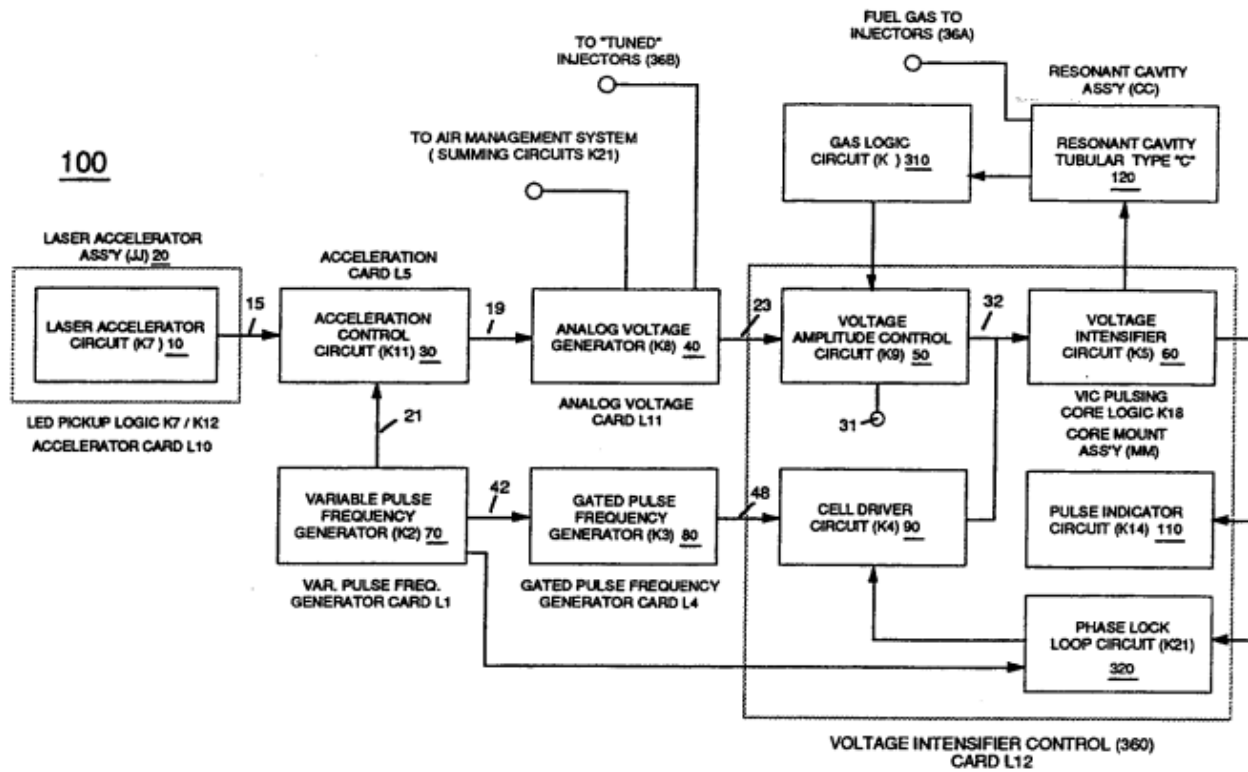 FUEL GAS TO
INJECTORS (36A)
TO "TUNED"
INJECTORS (36B)
RESONANT CAVITY
ASS'Y (CC)
TO AIR MANAGEMENT SYSTEM
( SUMMING CIRCUITS K21)
GAS LOGIC
CIRCUIT (K ) 310
RESONANT CAVITY
TUBULAR TYPE "C"
120
100
LASER ACCELERATOR
ASS'Y (JJ) 20
ACCELERATION
CARD L5
15
19
23
32
LASER ACCELERATOR
CIRCUIT (K7 ) 10
ACCELERATION
CONTROL
CIRCUIT (K11) 30
ANALOG VOLTAGE
GENERATOR (K8) 40
VOLTAGE
AMPLITUDE CONTROL
CIRCUIT (K9) 50
VOLTAGE
INTENSIFIER
CIRCUIT (K5) 60
LED PICKUP LOGIC K7 / K12
ACCELERATOR CARD L10
21
ANALOG VOLTAGE
CARD L11
31
VIC PULSING
CORE LOGIC K18
CORE MOUNT
ASS'Y (MM)
42
48
VARIABLE PULSE
FREQUENCY
GENERATOR (K2) 70
GATED PULSE
FREQUENCY
GENERATOR (K3) 80
CELL DRIVER
CIRCUIT (K4) 90
PULSE INDICATOR
CIRCUIT (K14) 110
VAR. PULSE FREQ.
GENERATOR CARD L1
GATED PULSE FREQUENCY
GENERATOR CARD L4
PHASE LOCK
LOOP CIRCUIT (K21)
320
VOLTAGE INTENSIFIER CONTROL (360)
CARD L12